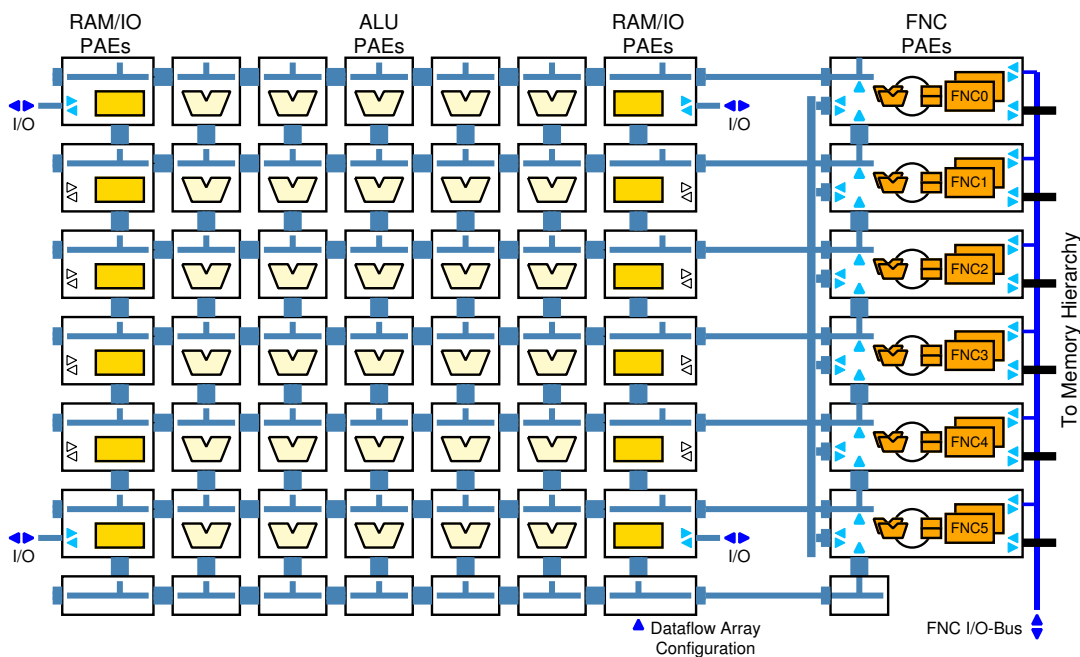 RAM/IO
PAEs
ALU
PAEs
RAM/IO
PAEs
FNC
PAEs
I/O
I/O
FNC0
FNC1
FNC2
FNC3
FNC4
FNC5
To Memory Hierarchy
I/O
I/O
Dataflow Array
Configuration
FNC I/O-Bus